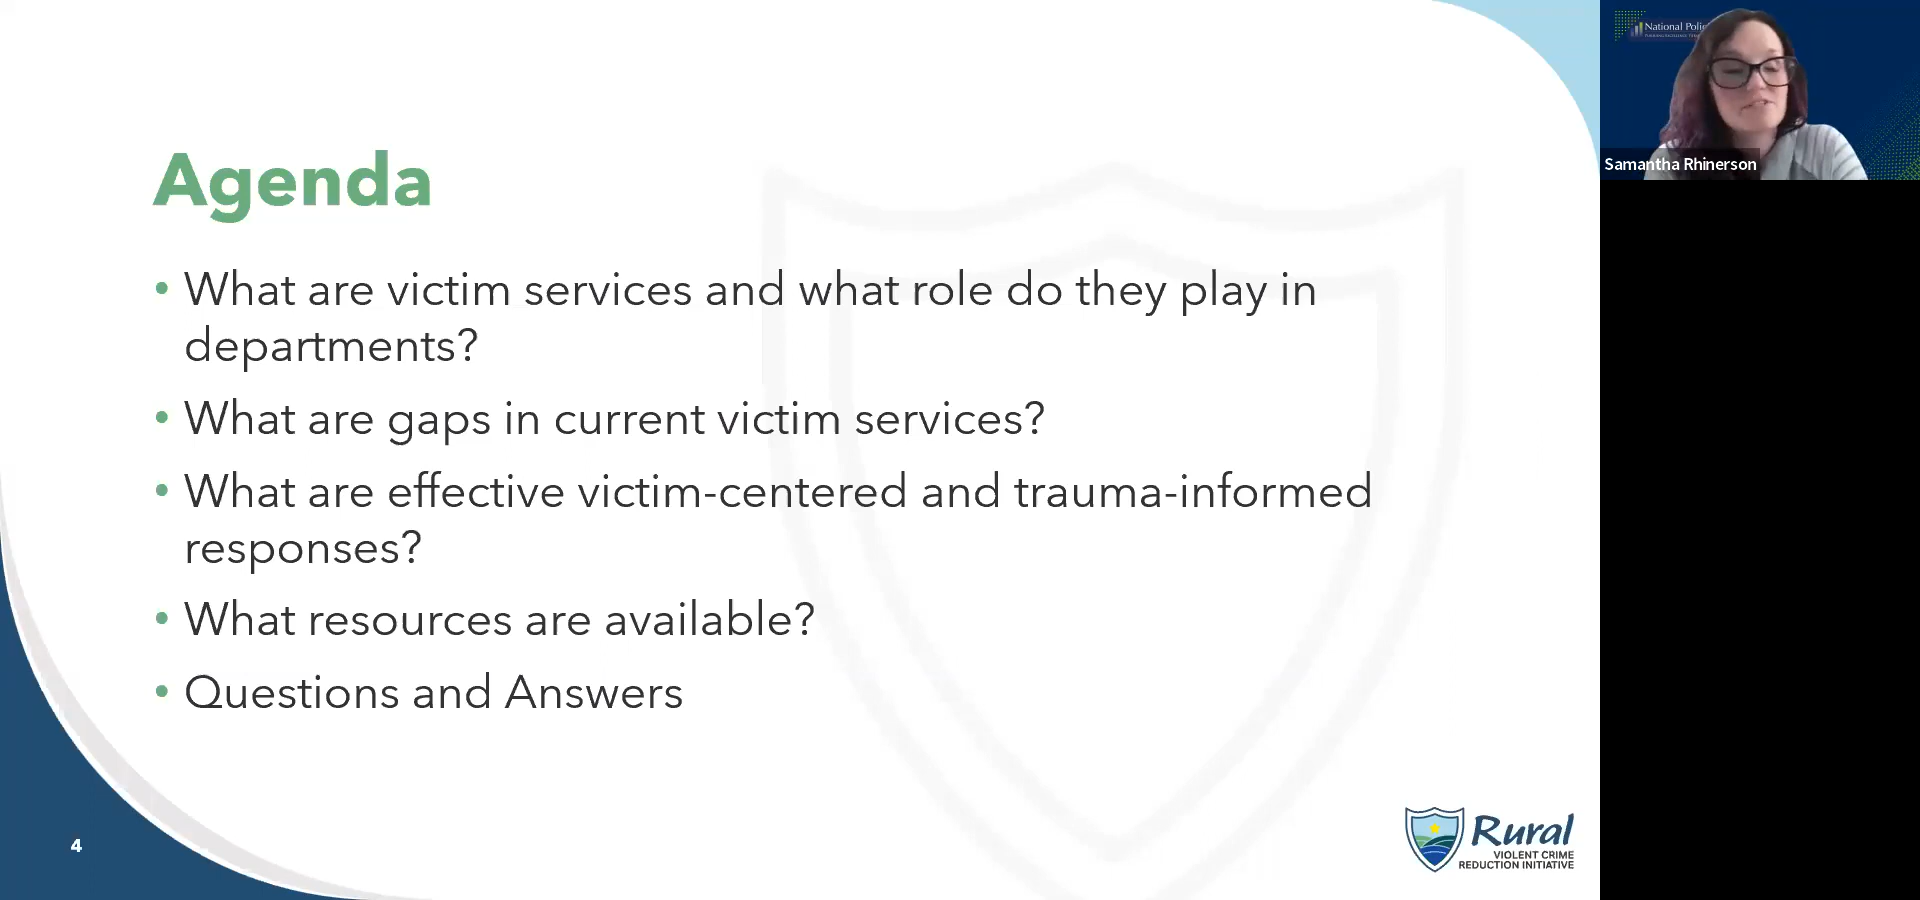 Agenda
• What are victim services and what role do they play in
departments?
• What are gaps in current victim services?
• What are effective victim-centered and trauma-informed
responses?
• What resources are available?
• Questions and Answers
4
Rural
VIOLENT CRIME
REDUCTION INITIATIVE
National
Samantha Rhinerson